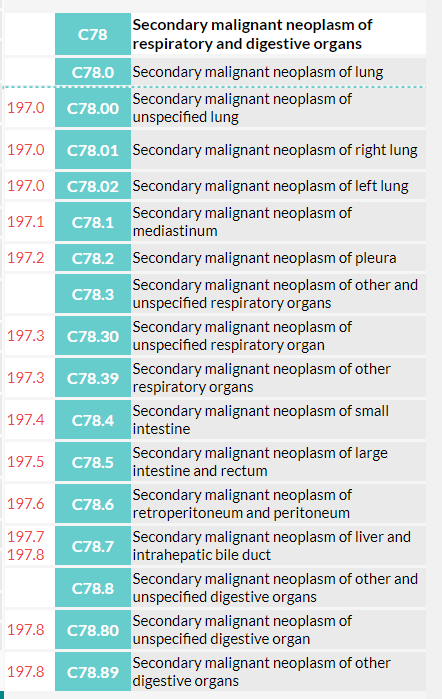 C78 Secondary malignant neoplasm of
respiratory and digestive organs
C78.0 Secondary malignant neoplasm of lung
197.0 C78.00 Secondary malignant neoplasm of
unspecified lung
197.0 C78.01 Secondary malignant neoplasm of right lung
197.0 C78.02 Secondary malignant neoplasm of left lung
197.1 C78.1 Secondary malignant neoplasm of
mediastinum
197.2 C78.2 Secondary malignant neoplasm of pleura
C78.3 Secondary malignant neoplasm of other and
unspecified respiratory organs
197.3 C78.30 Secondary malignant neoplasm of
unspecified respiratory organ
197.3 C78.39 Secondary malignant neoplasm of other
respiratory organs
197.4 C78.4 Secondary malignant neoplasm of small
intestine
197.5 C78.5 Secondary malignant neoplasm of large
intestine and rectum
197.6 C78.6 Secondary malignant neoplasm of
retroperitoneum and peritoneum
197.7 C78.7 Secondary malignant neoplasm of liver and
197.8 intrahepatic bile duct
C78.8 Secondary malignant neoplasm of other and
unspecified digestive organs
197.8 C78.80 Secondary malignant neoplasm of
unspecified digestive organ
197.8 C78.89 Secondary malignant neoplasm of other
digestive organs